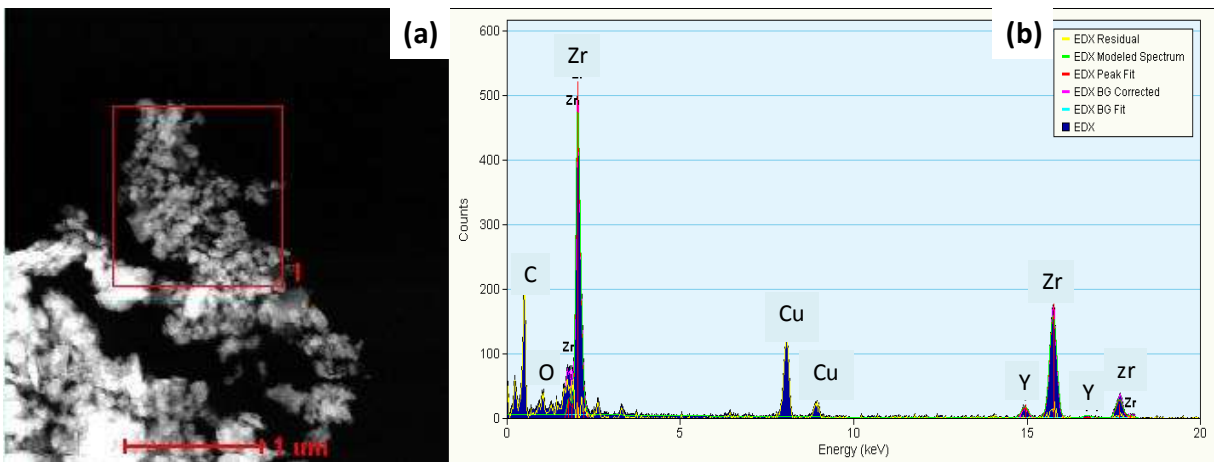 (a)
1
1 um
(b)
600
500
400
300
200
100
0
Counts
Zr
Zr
Zr
C
O
Zr
Cu
Cu
Y
Zr
Y
zr
Zr
0
5
10
15
20
Energy (keV)
EDX Residual
EDX Modeled Spectrum
EDX Peak Fit
EDX BG Corrected
EDX BG Fit
EDX